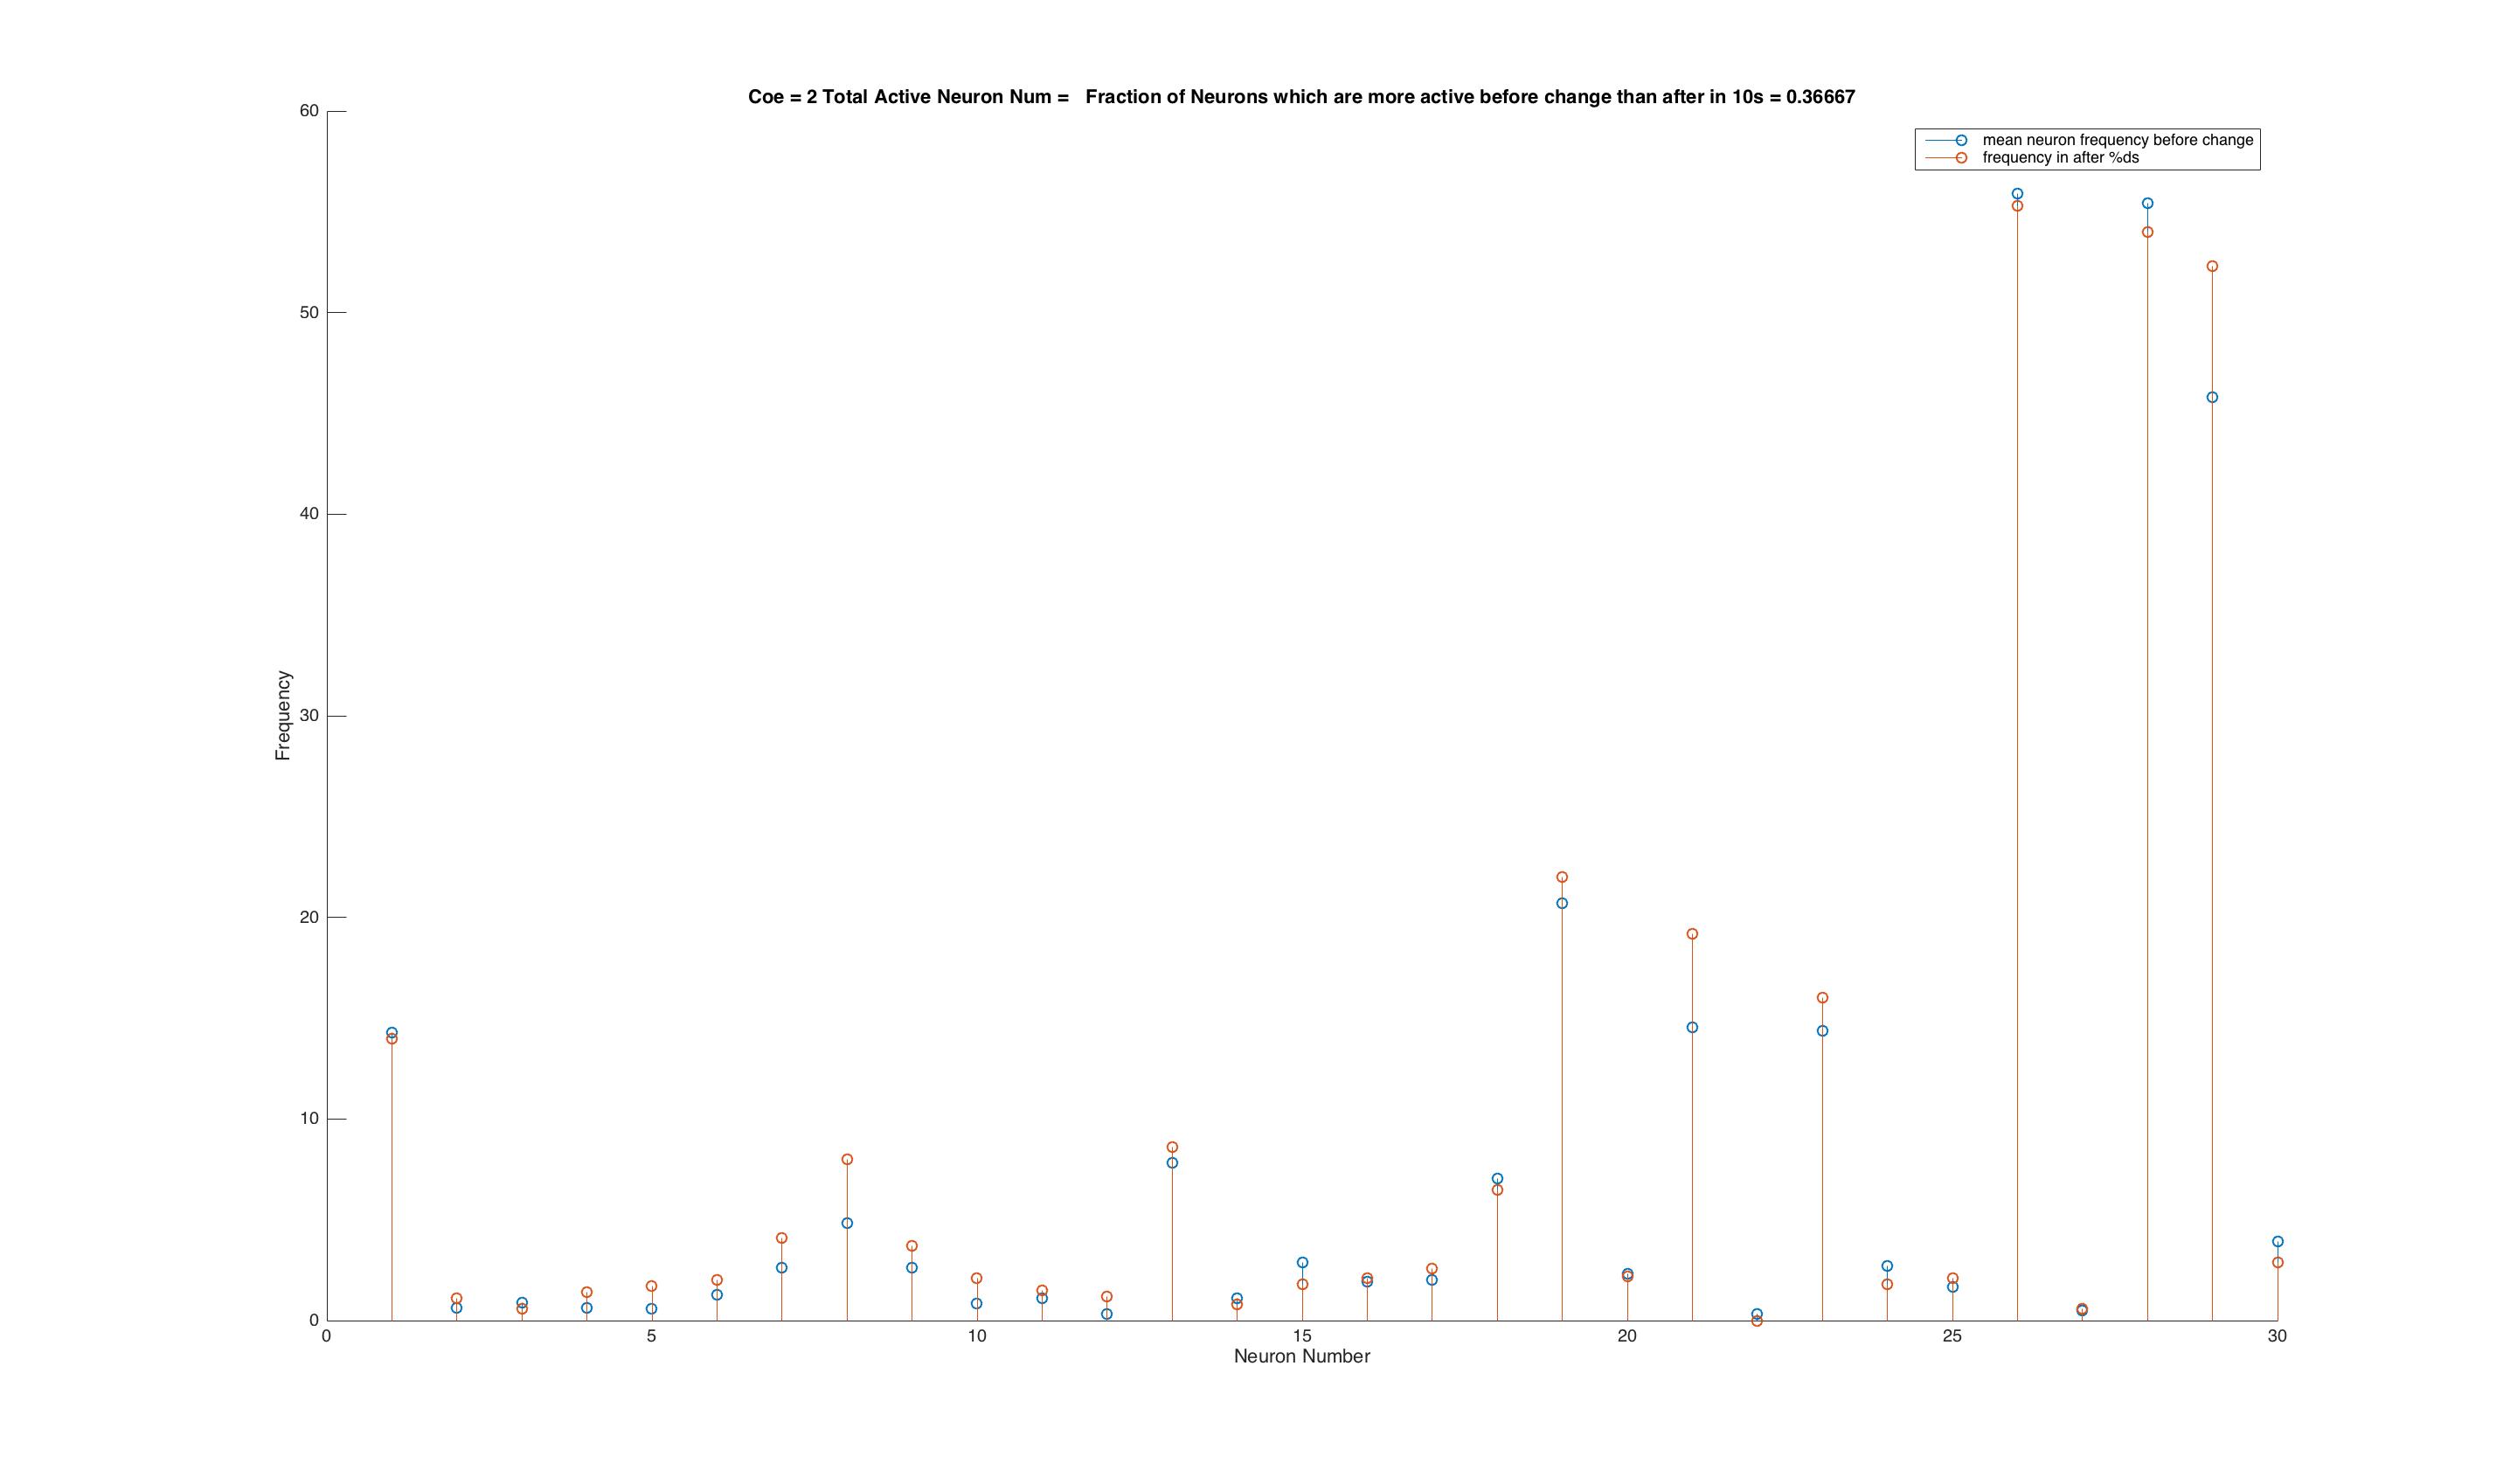 Coe = 2 Total Active Neuron Num =   Fraction of Neurons which are more active before change than after in 10s = 0.36667
mean neuron frequency before change
frequency in after %ds
60
50
40
30
20
10
0
Frequency
0 5 10 15 20 25 30
Neuron Number